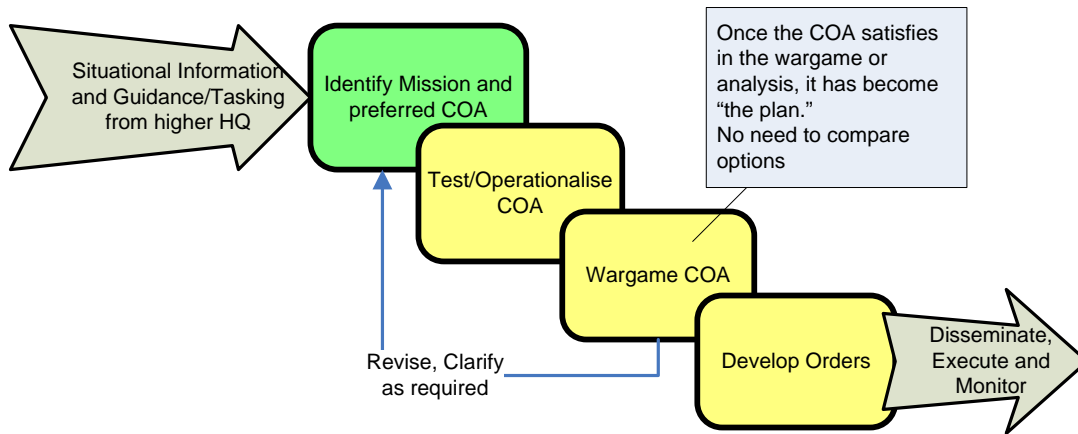 Situational Information
and Guidance/Tasking
from higher HQ
Identify Mission and
preferred COA
Once the COA satisfies
in the wargame or
analysis, it has become
“the plan.”
No need to compare
options
Test/Operationalise
COA
Wargame COA
Revise, Clarify
as required
Develop Orders
Disseminate,
Execute and
Monitor